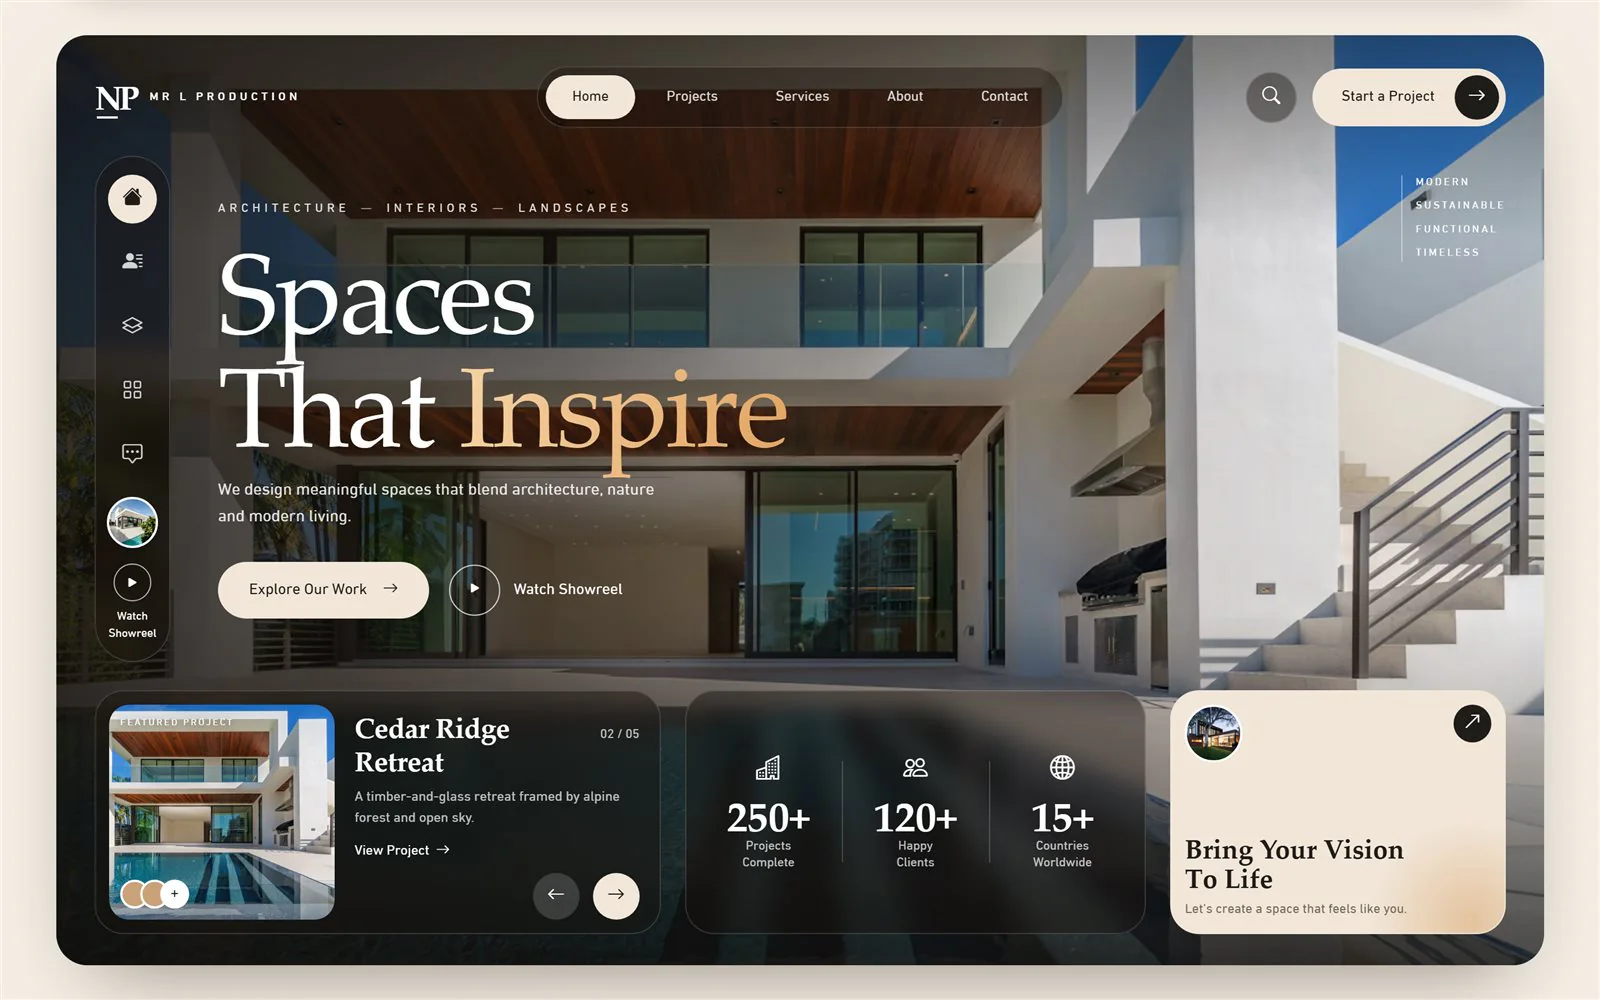 NP MR L PRODUCTION
Home Projects Services About Contact
Start a Project
MODERN
SUSTAINABLE
FUNCTIONAL
TIMELESS
ARCHITECTURE — INTERIORS — LANDSCAPES
Spaces
That Inspire
We design meaningful spaces that blend architecture, nature
and modern living.
Explore Our Work
Watch Showreel
Watch
Showreel
FEATURED PROJECT
+
Cedar Ridge
Retreat
02 / 05
A timber-and-glass retreat framed by alpine
forest and open sky.
View Project
250+
Projects
Complete
120+
Happy
Clients
15+
Countries
Worldwide
Bring Your Vision
To Life
Let's create a space that feels like you.